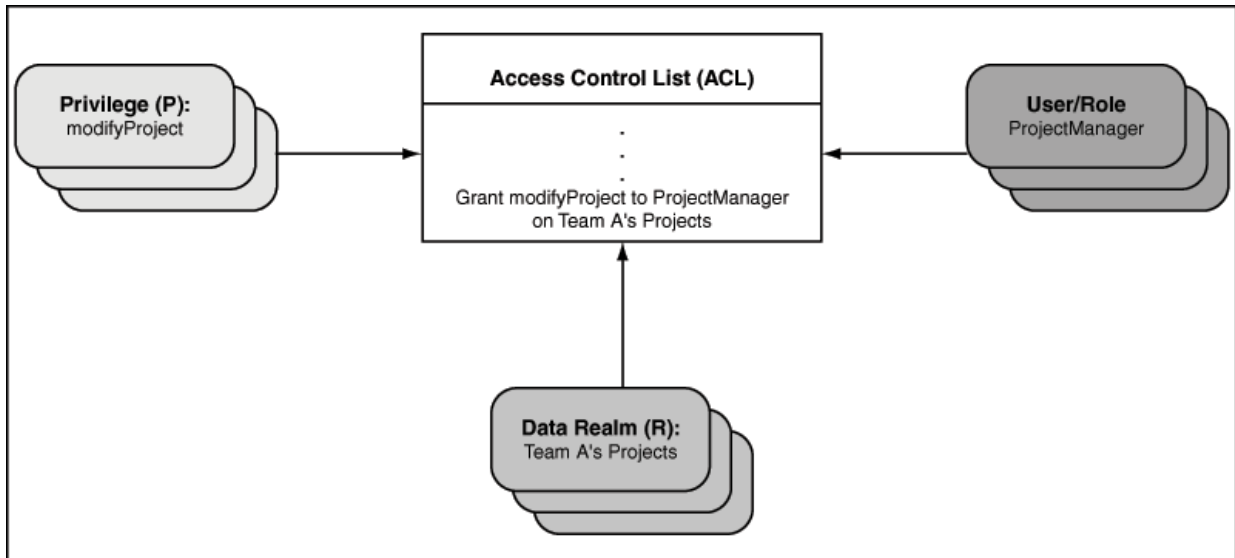 Privilege (P):
modifyProject
Access Control List (ACL)
.
.
.
Grant modifyProject to ProjectManager
on Team A's Projects
User/Role
ProjectManager
Data Realm (R):
Team A's Projects